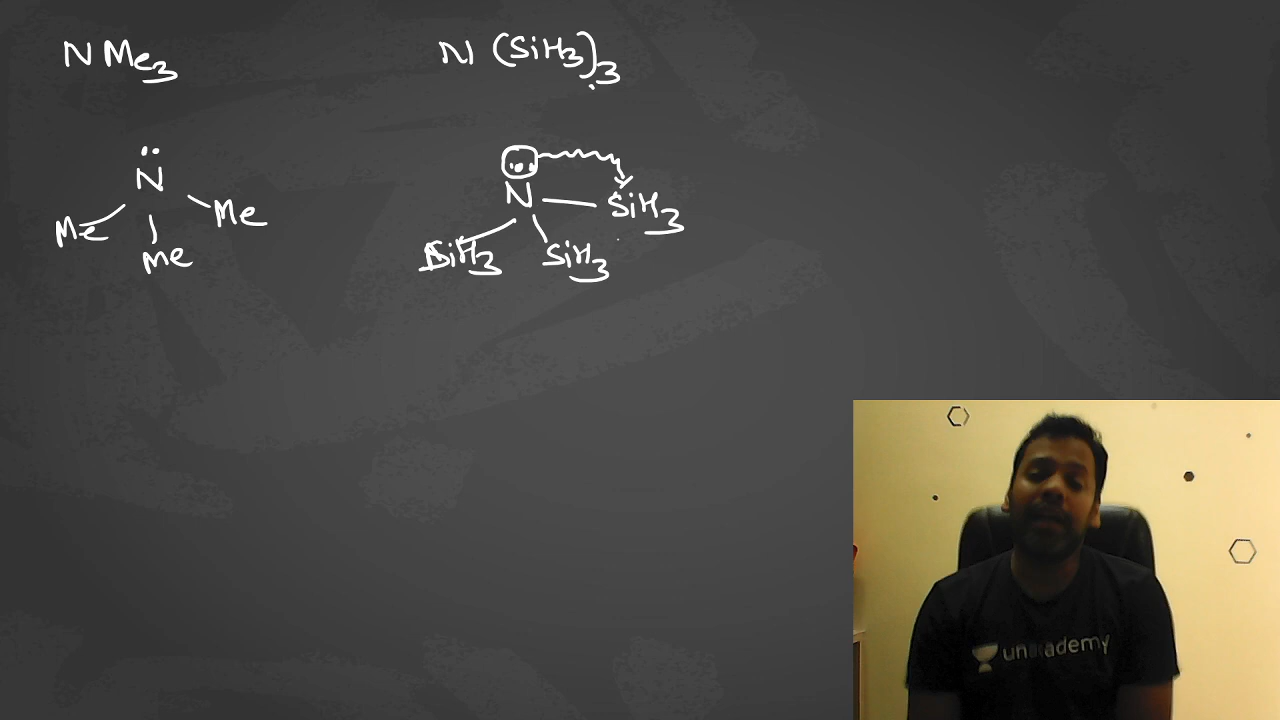 NMe3 N(SiH3)3
N N
Me Me Me SiH3
SiH3 SiH3
unacademy